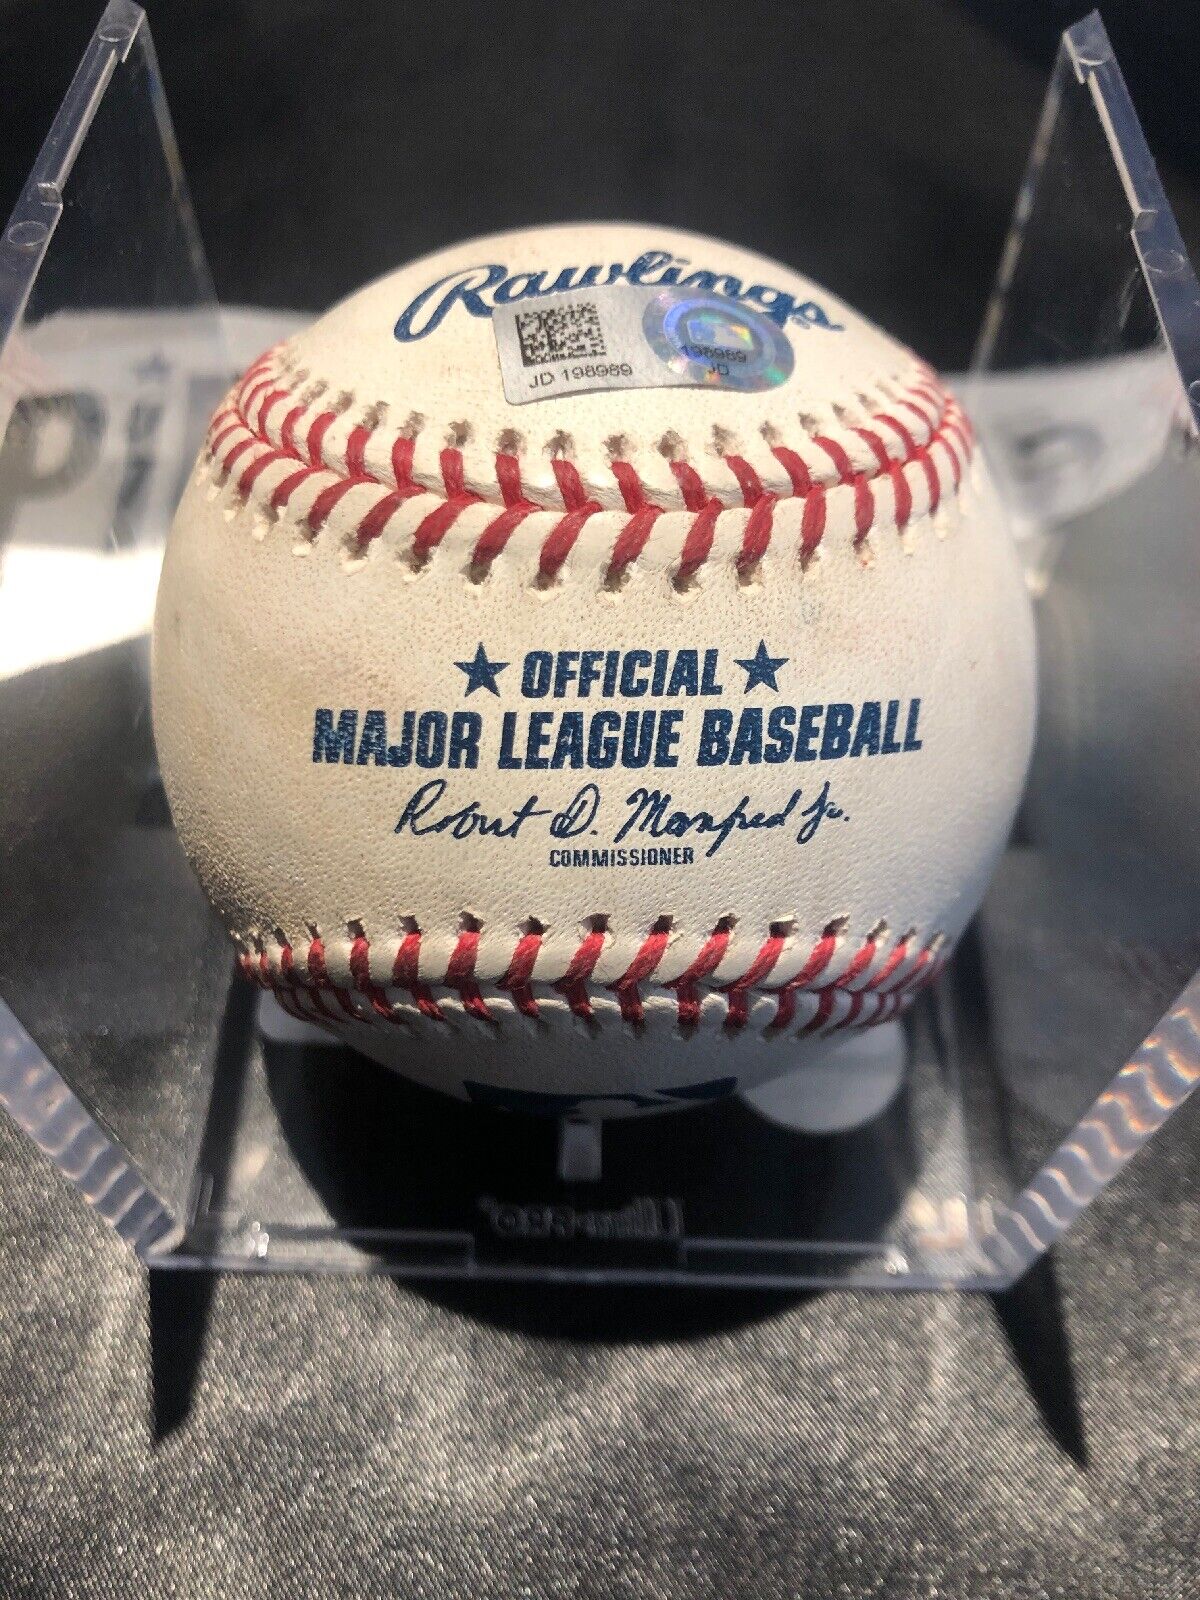 Rawlings
JD 198989
198989
JD
★ OFFICIAL ★
MAJOR LEAGUE BASEBALL
Robert D. Manfred Jr.
COMMISSIONER